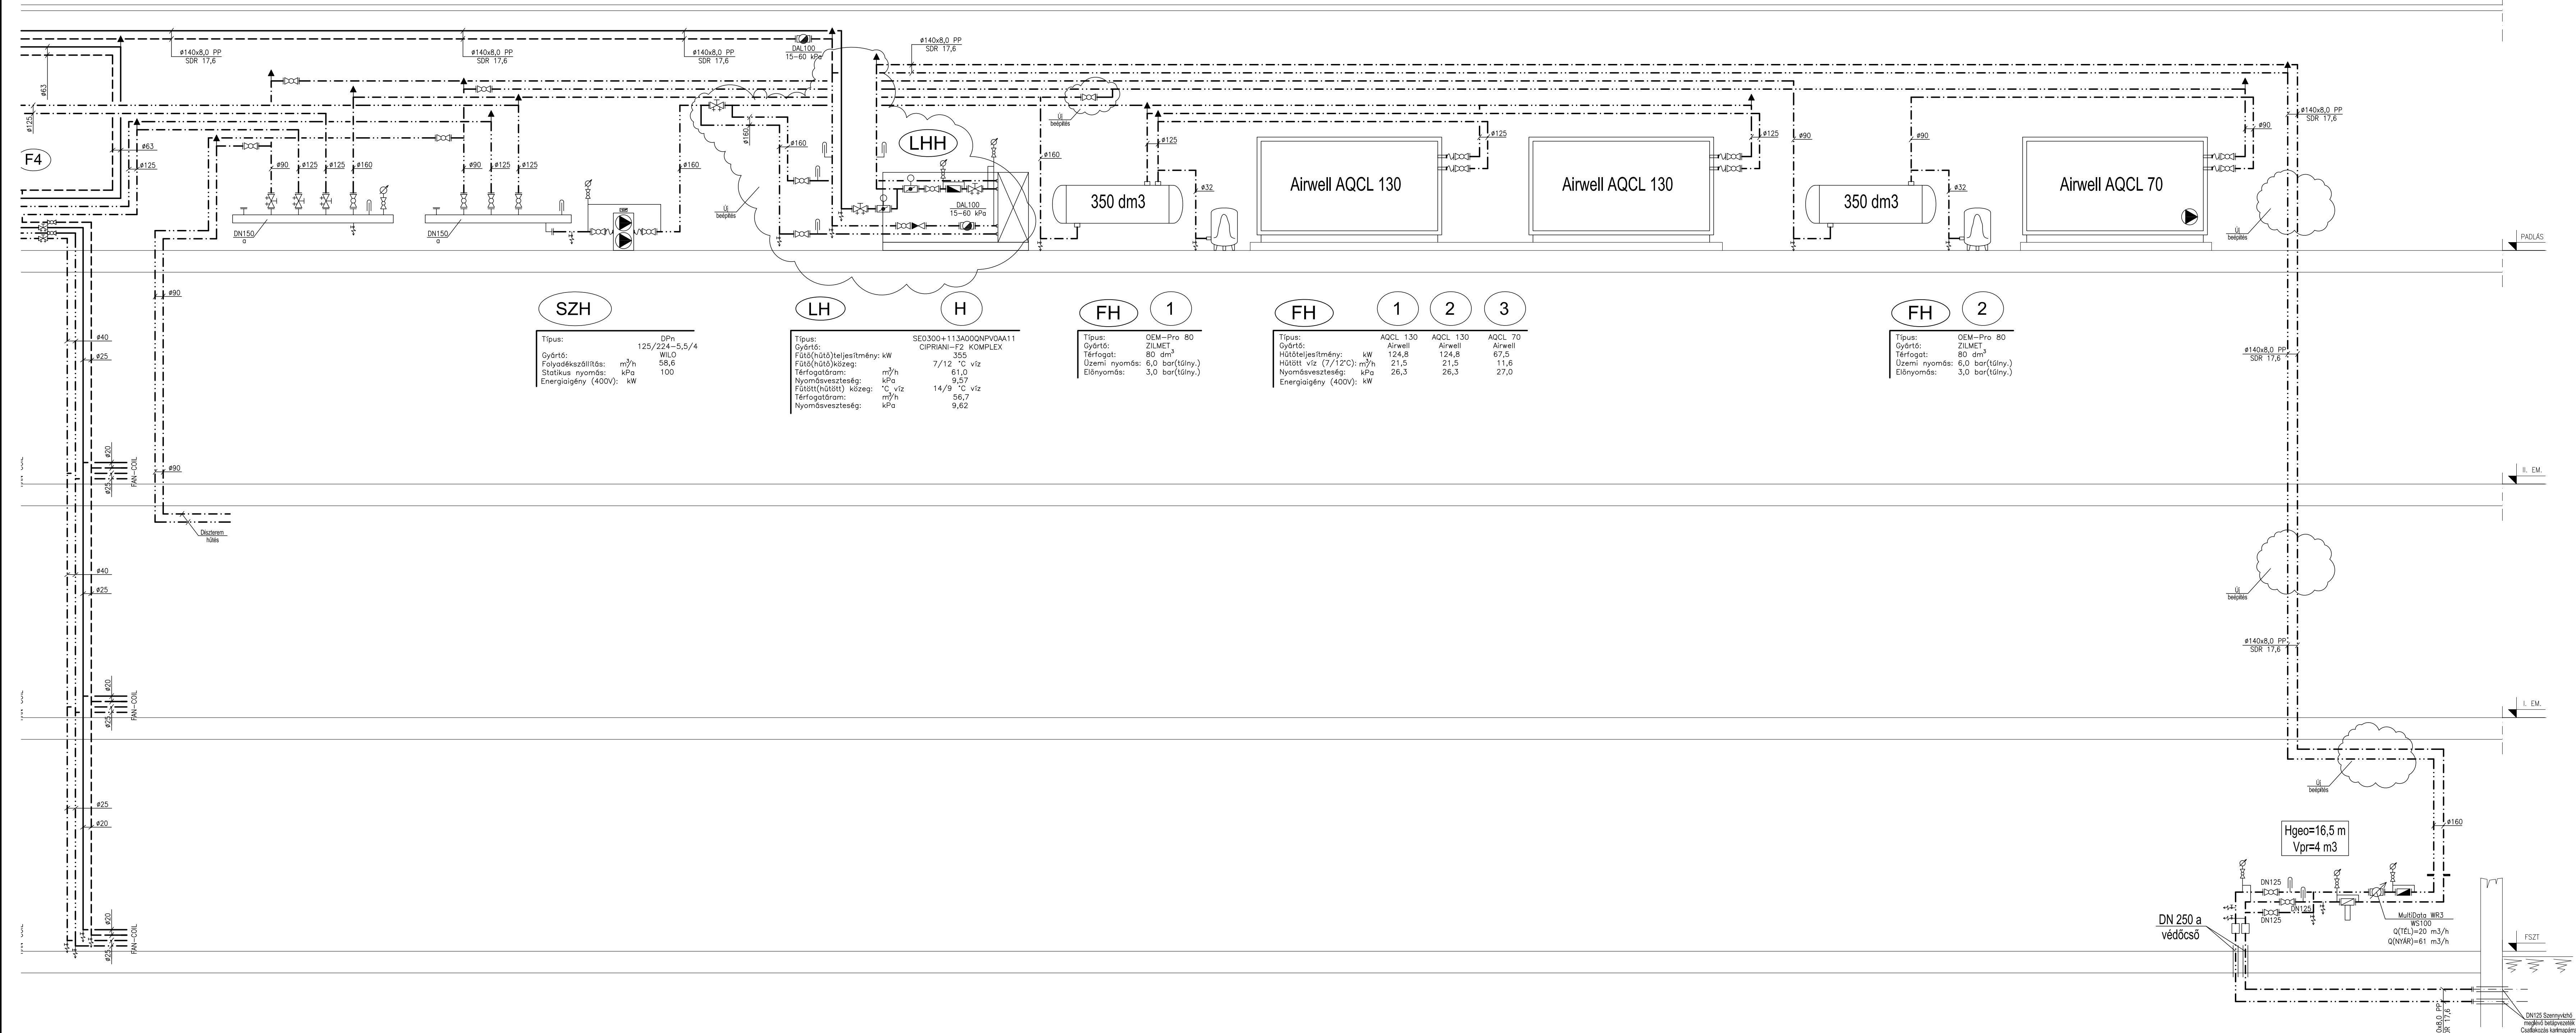 ø140x8,0 PP
SDR 17,6
ø140x8,0 PP
SDR 17,6
ø140x8,0 PP
SDR 17,6
DAL100
15-60 kPa
ø140x8,0 PP
SDR 17,6
ø63
ø125
F4
ø63
ø125
ø90
ø125
ø125
ø160
ø90
ø125
ø125
DN150
a
DN150
a
ø160
ø160
ø160
Új
beépítés
LHH
DAL100
15-60 kPa
Új
beépítés
ø160
ø125
350 dm3
ø32
Airwell AQCL 130
ø125
Airwell AQCL 130
ø125
ø90
350 dm3
ø90
ø32
Airwell AQCL 70
ø90
ø140x8,0 PP
SDR 17,6
Új
beépítés
PADLÁS
ø90
ø40
ø25
SZH
Típus: DPn
125/224-5,5/4
Gyártó: WILO
Folyadékszállítás: m³/h 58,6
Statikus nyomás: kPa 100
Energiaigény (400V): kW
LH H
Típus: SE0300+113A00QNPV0AA11
Gyártó: CIPRIANI-F2 KOMPLEX
Fűtő(hűtő)teljesítmény: kW 355
Fűtő(hűtő)közeg: 7/12 °C víz
Térfogatáram: m³/h 61,0
Nyomásveszteség: kPa 9,57
Fűtött(hűtött) közeg: °C víz 14/9 °C víz
Térfogatáram: m³/h 56,7
Nyomásveszteség: kPa 9,62
FH 1
Típus: OEM-Pro 80
Gyártó: ZILMET
Térfogat: 80 dm³
Üzemi nyomás: 6,0 bar(túlny.)
Előnyomás: 3,0 bar(túlny.)
FH 1 2 3
Típus: AQCL 130 AQCL 130 AQCL 70
Gyártó: Airwell Airwell Airwell
Hűtőteljesítmény: kW 124,8 124,8 67,5
Hűtött víz (7/12°C): m³/h 21,5 21,5 11,6
Nyomásveszteség: kPa 26,3 26,3 27,0
Energiaigény (400V): kW
FH 2
Típus: OEM-Pro 80
Gyártó: ZILMET
Térfogat: 80 dm³
Üzemi nyomás: 6,0 bar(túlny.)
Előnyomás: 3,0 bar(túlny.)
ø140x8,0 PP
SDR 17,6
ø20
ø25
FAN-COIL
ø90
II. EM.
Díszterem
hűtés
ø40
ø25
Új
beépítés
ø140x8,0 PP
SDR 17,6
ø20
ø25
FAN-COIL
I. EM.
Új
beépítés
ø25
ø20
ø160
Hgeo=16,5 m
Vpr=4 m3
DN125
DN125
DN125
MultiData WR3
WS100
Q(TÉL)=20 m3/h
Q(NYÁR)=61 m3/h
DN 250 a
védőcső
ø20
ø25
FAN-COIL
FSZT
0x8,0 PP
DR 17,6
DN125 Szennyvízhő
meglévő betápvezeték